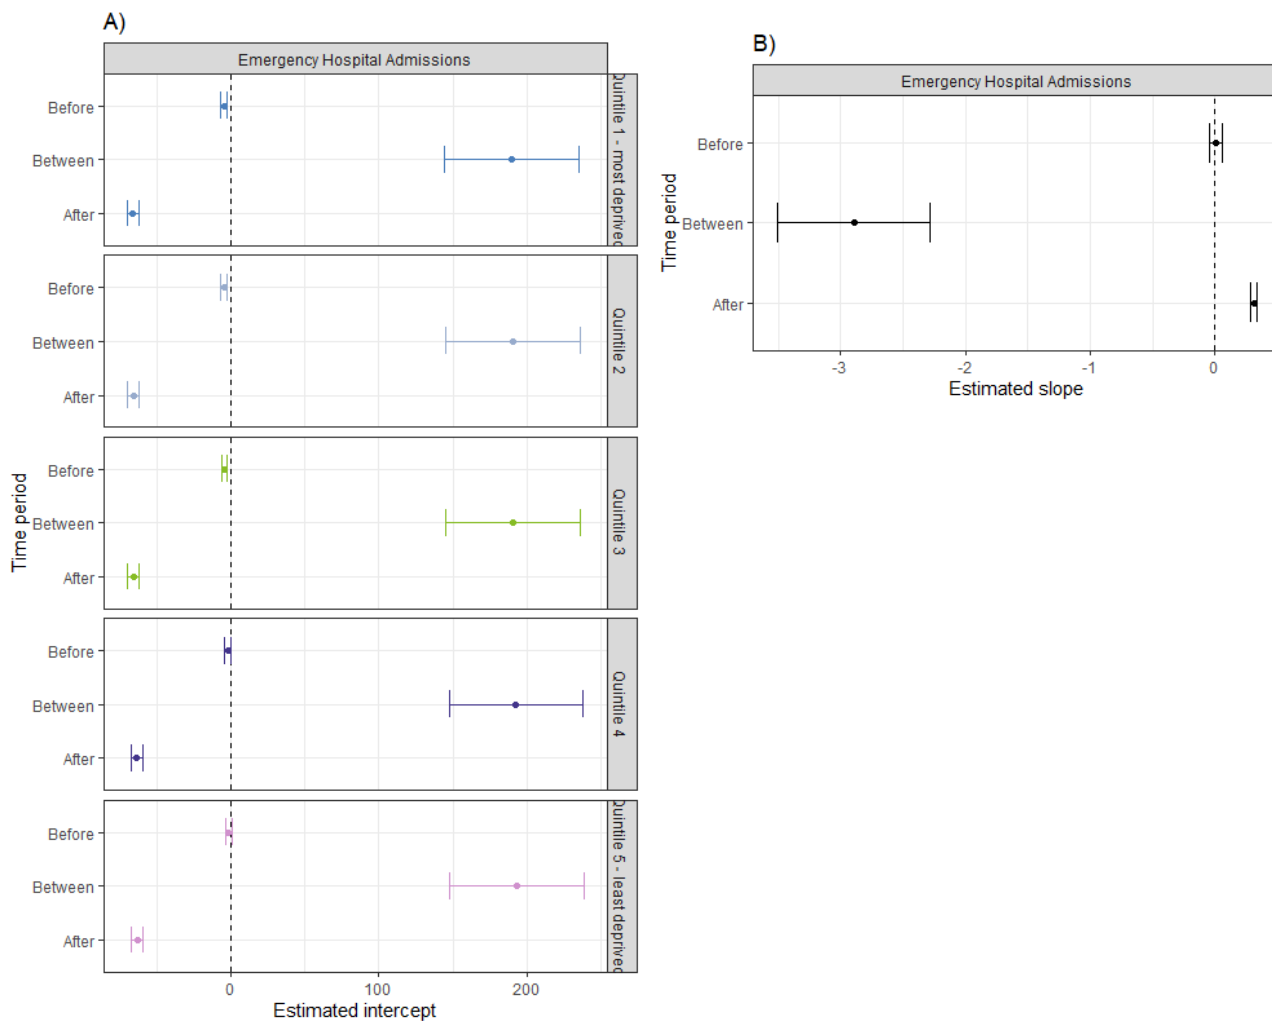 A)
Emergency Hospital Admissions
Before
Between
After
Quintile 1 - most deprived
Before
Between
After
Quintile 2
Before
Between
After
Quintile 3
Before
Between
After
Quintile 4
Before
Between
After
Quintile 5 - least deprived
Time period
0 100 200
Estimated intercept
B)
Emergency Hospital Admissions
Before
Between
After
Time period
-3 -2 -1 0
Estimated slope